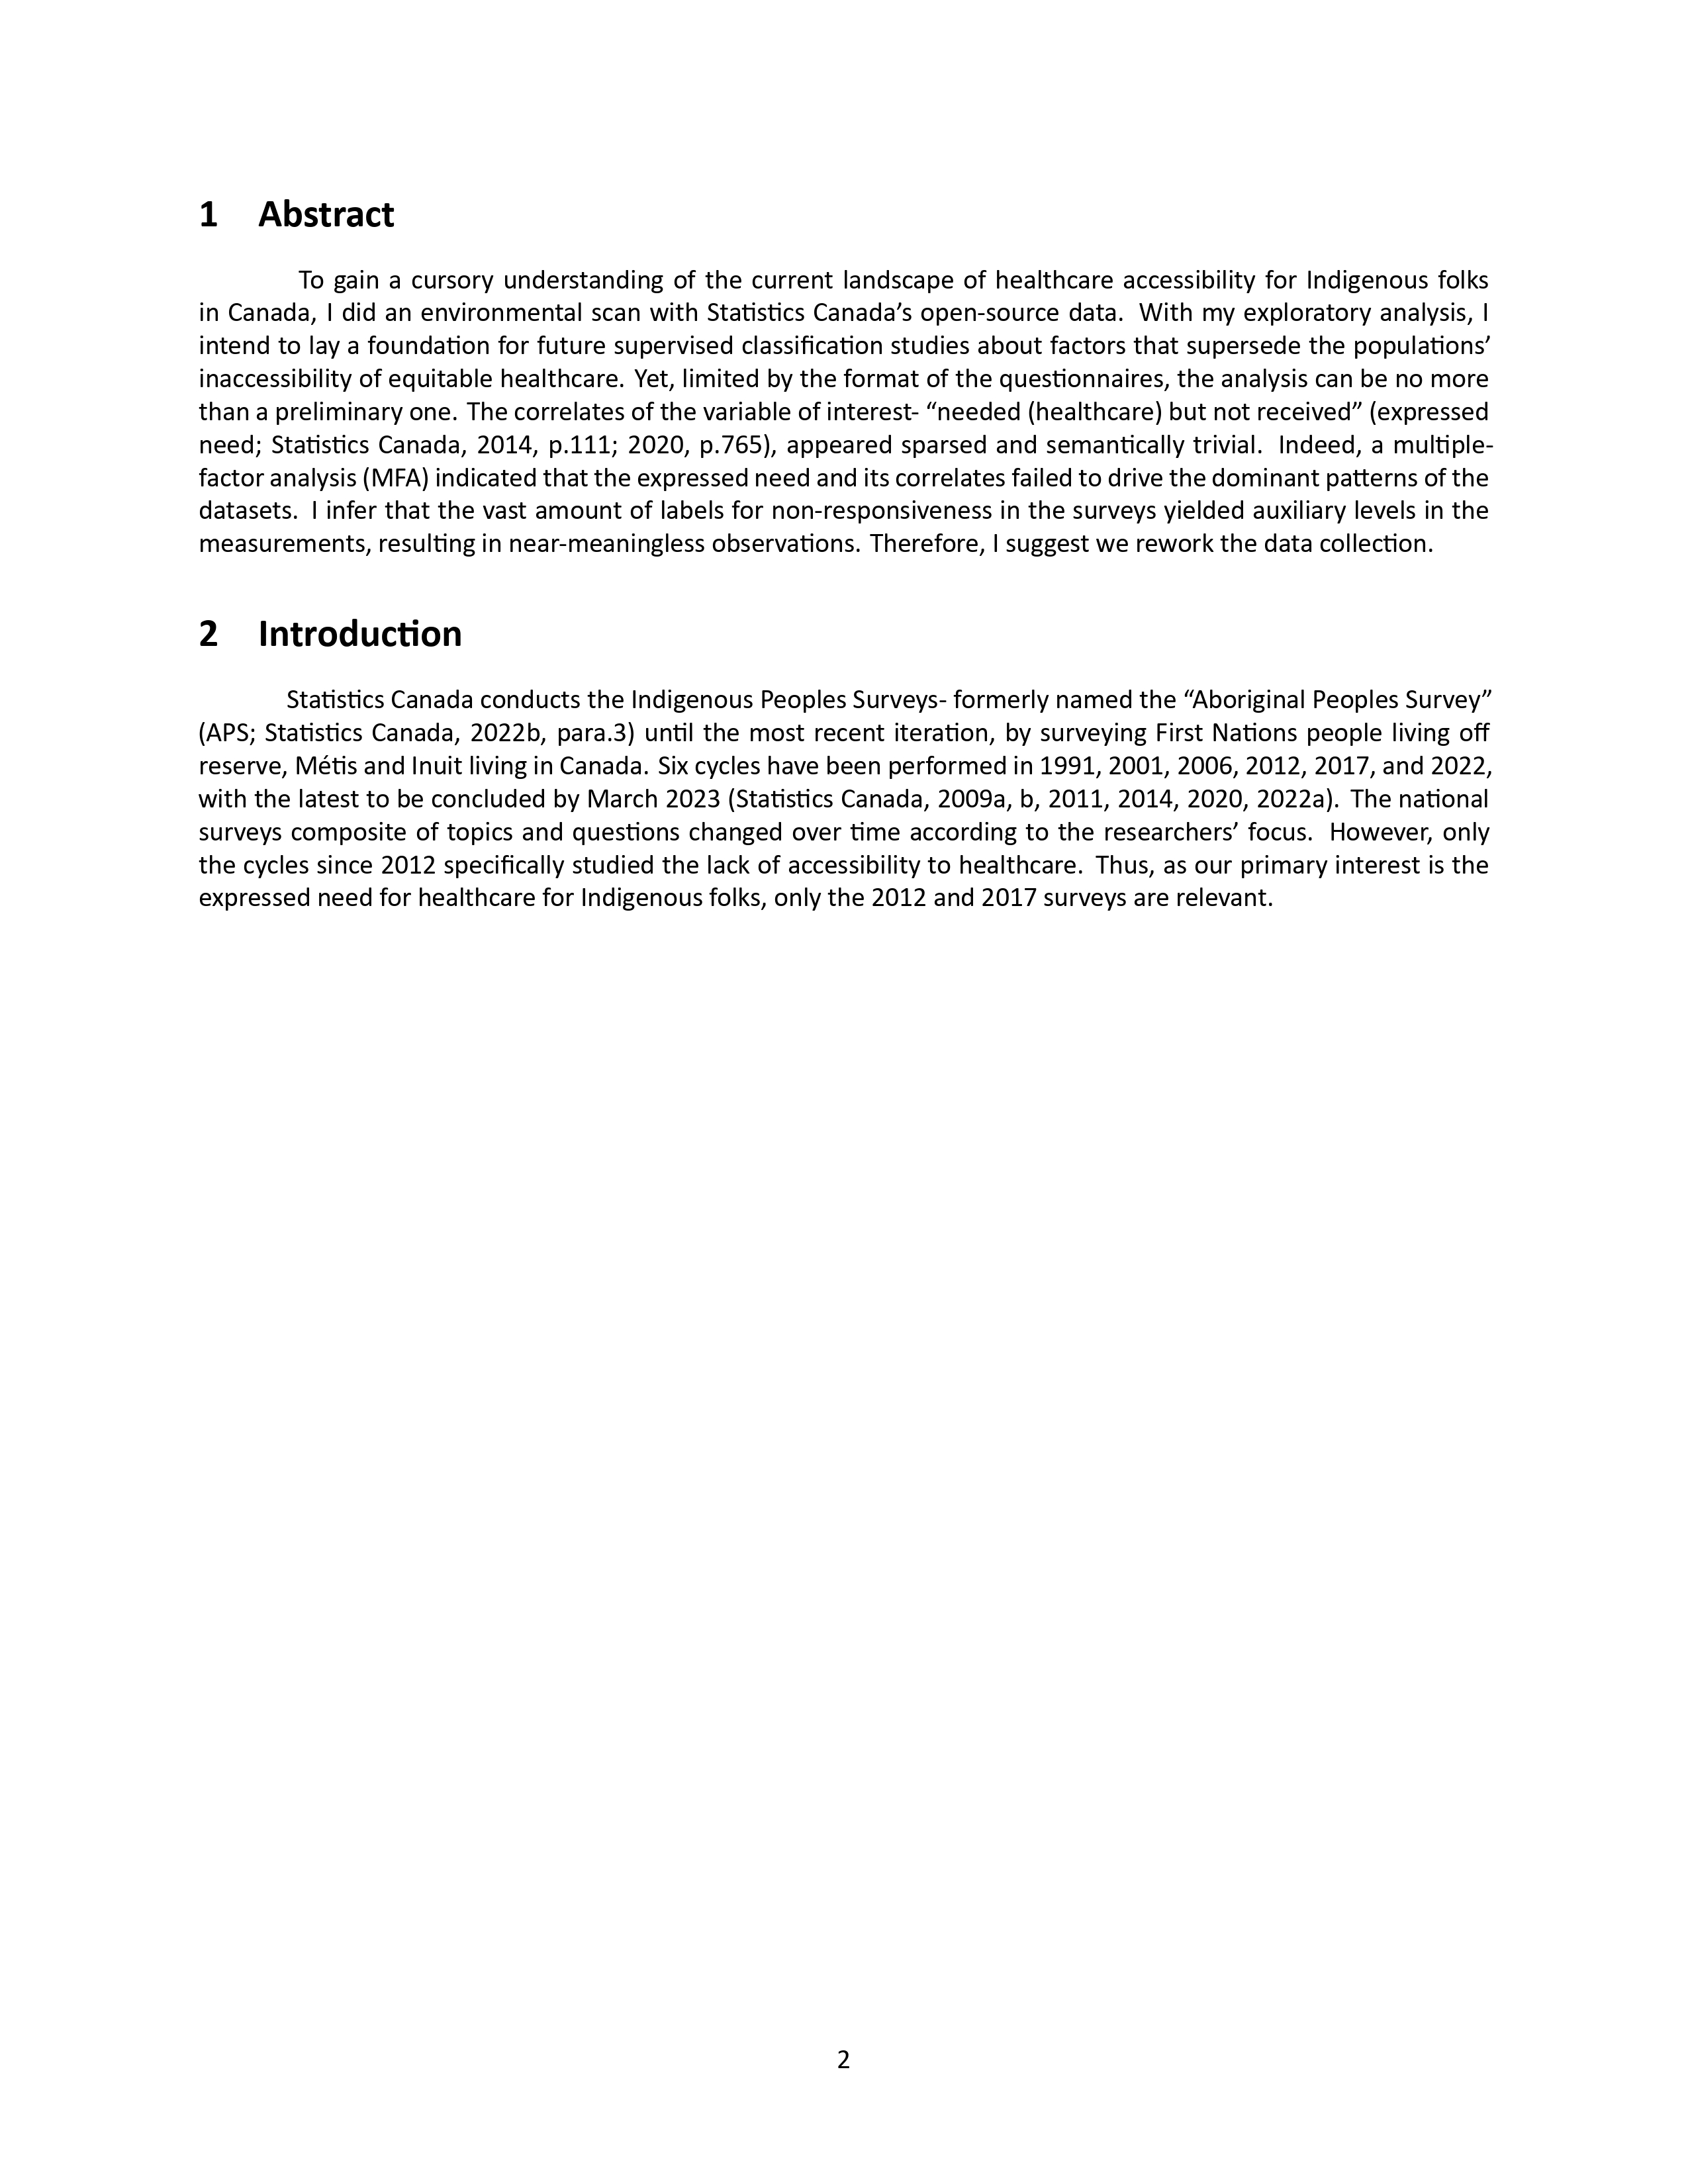 1 Abstract
To gain a cursory understanding of the current landscape of healthcare accessibility for Indigenous folks
in Canada, I did an environmental scan with Statistics Canada’s open-source data. With my exploratory analysis, I
intend to lay a foundation for future supervised classification studies about factors that supersede the populations’
inaccessibility of equitable healthcare. Yet, limited by the format of the questionnaires, the analysis can be no more
than a preliminary one. The correlates of the variable of interest- “needed (healthcare) but not received” (expressed
need; Statistics Canada, 2014, p.111; 2020, p.765), appeared sparsed and semantically trivial. Indeed, a multiple-
factor analysis (MFA) indicated that the expressed need and its correlates failed to drive the dominant patterns of the
datasets. I infer that the vast amount of labels for non-responsiveness in the surveys yielded auxiliary levels in the
measurements, resulting in near-meaningless observations. Therefore, I suggest we rework the data collection.
2 Introduction
Statistics Canada conducts the Indigenous Peoples Surveys- formerly named the “Aboriginal Peoples Survey”
(APS; Statistics Canada, 2022b, para.3) until the most recent iteration, by surveying First Nations people living off
reserve, Métis and Inuit living in Canada. Six cycles have been performed in 1991, 2001, 2006, 2012, 2017, and 2022,
with the latest to be concluded by March 2023 (Statistics Canada, 2009a, b, 2011, 2014, 2020, 2022a). The national
surveys composite of topics and questions changed over time according to the researchers’ focus. However, only
the cycles since 2012 specifically studied the lack of accessibility to healthcare. Thus, as our primary interest is the
expressed need for healthcare for Indigenous folks, only the 2012 and 2017 surveys are relevant.
2